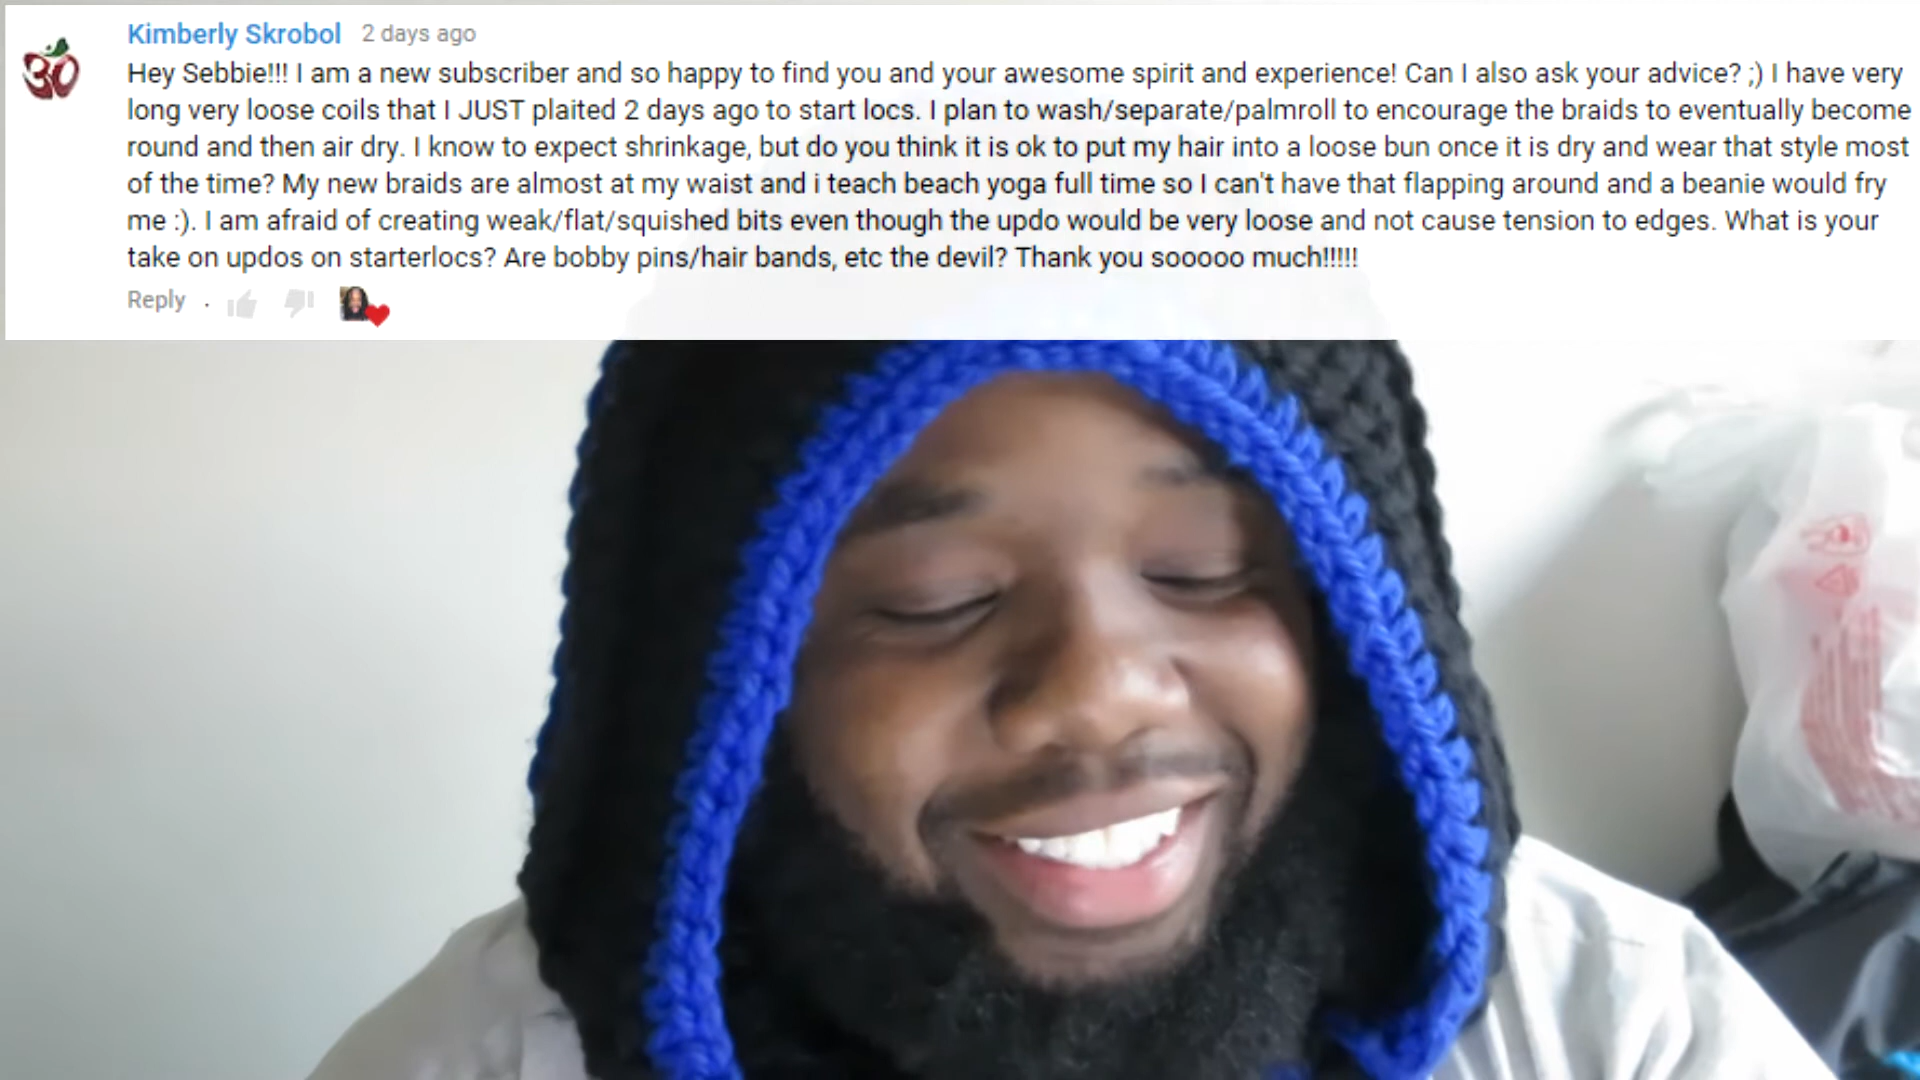 Kimberly Skrobol 2 days ago
Hey Sebbie!!! I am a new subscriber and so happy to find you and your awesome spirit and experience! Can I also ask your advice? ;) I have very
long very loose coils that I JUST plaited 2 days ago to start locs. I plan to wash/separate/palmroll to encourage the braids to eventually become
round and then air dry. I know to expect shrinkage, but do you think it is ok to put my hair into a loose bun once it is dry and wear that style most
of the time? My new braids are almost at my waist and i teach beach yoga full time so I can't have that flapping around and a beanie would fry
me :). I am afraid of creating weak/flat/squished bits even though the updo would be very loose and not cause tension to edges. What is your
take on updos on starterlocs? Are bobby pins/hair bands, etc the devil? Thank you sooooo much!!!!!
Reply .